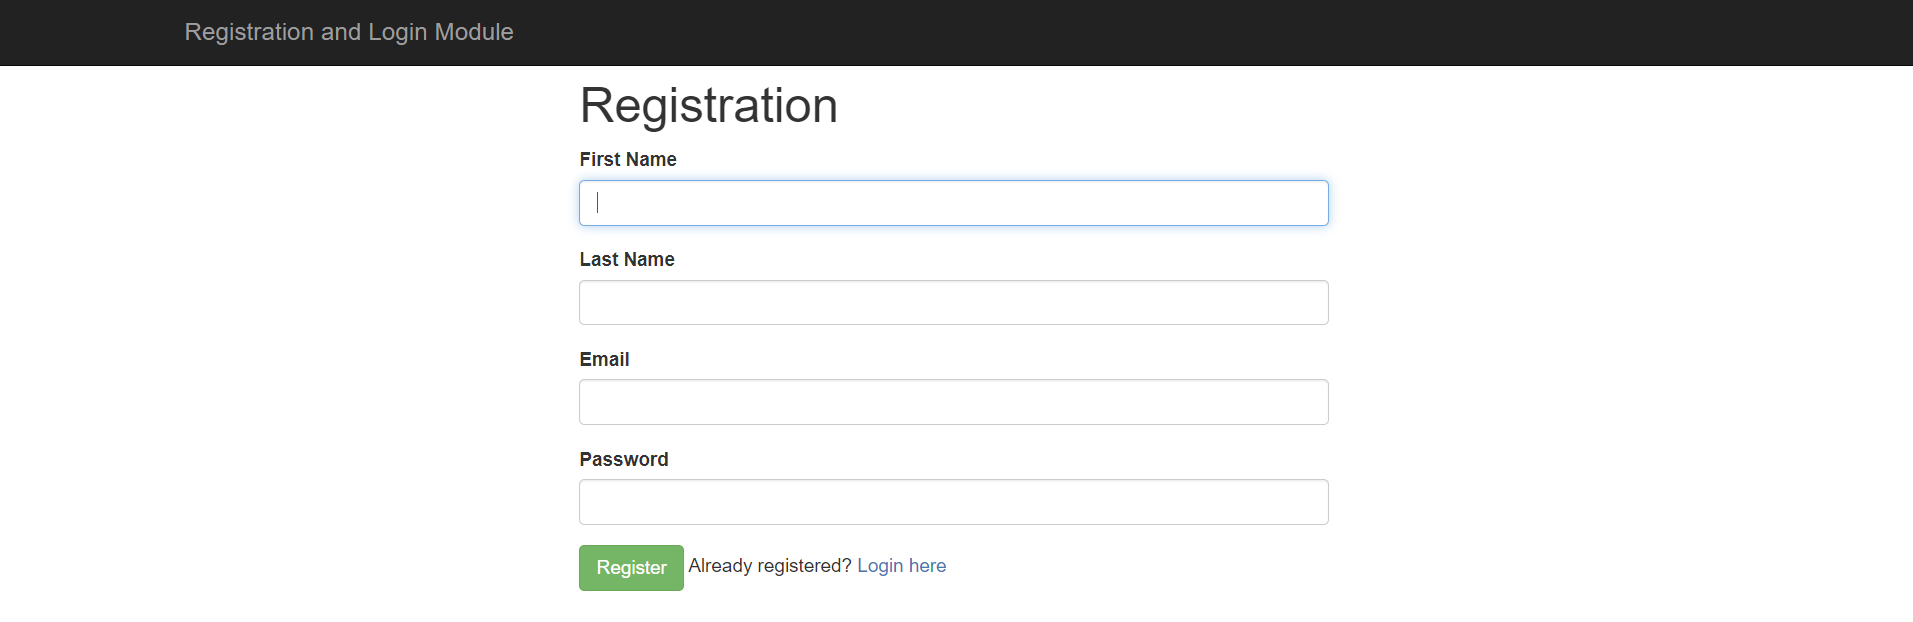 Registration and Login Module
Registration
First Name
Last Name
Email
Password
Register Already registered? Login here